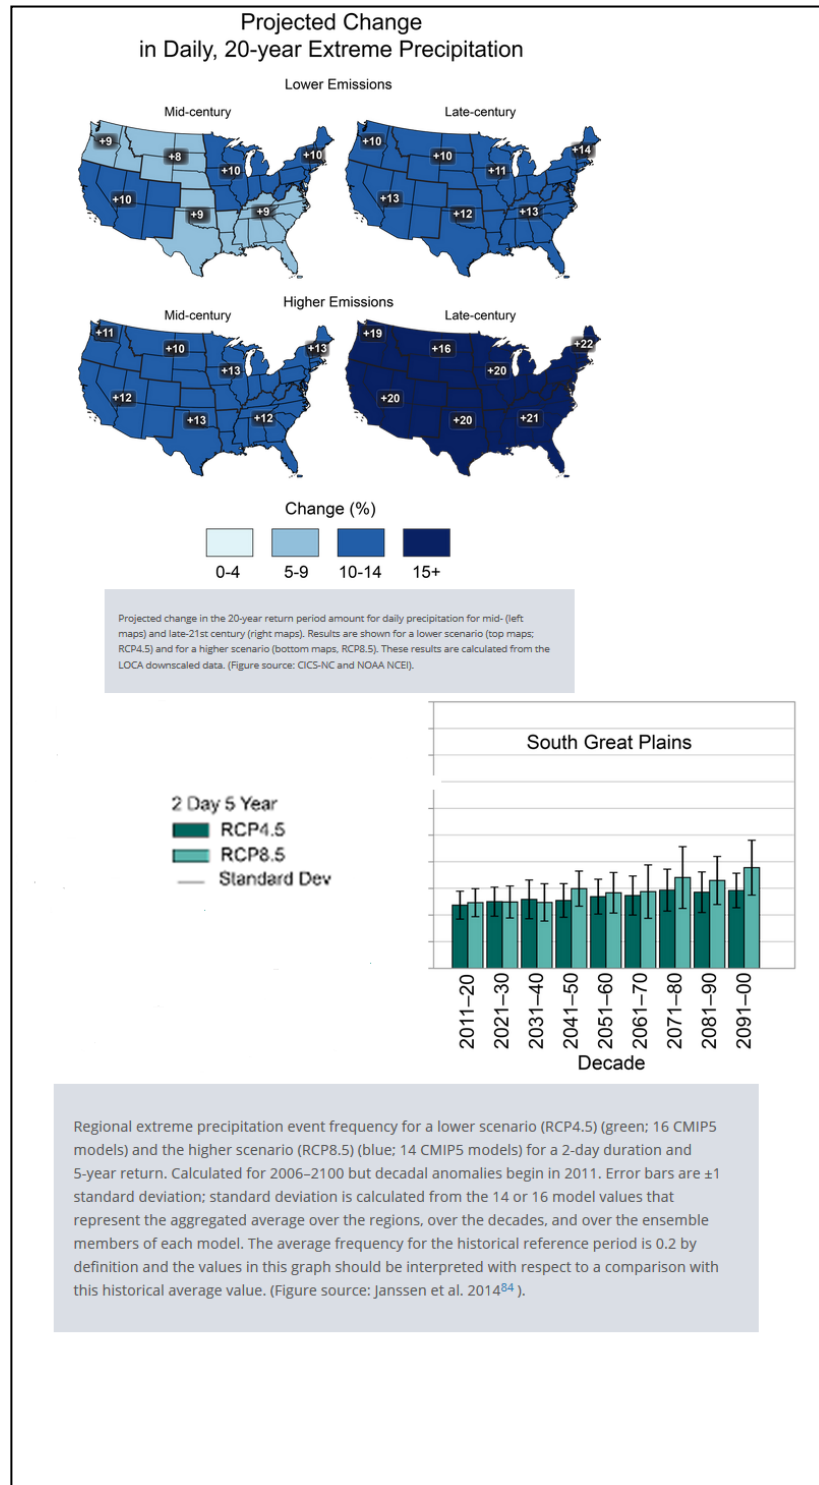 Projected Change
in Daily, 20-year Extreme Precipitation
Lower Emissions
Mid-century
+9
+8
+10
+10
+10
+9
+9
Late-century
+10
+10
+11
+14
+13
+12
+13
Higher Emissions
Mid-century
+11
+10
+13
+13
+12
+13
+12
Late-century
+19
+16
+20
+22
+20
+20
+21
Change (%)
0-4 5-9 10-14 15+
Projected change in the 20-year return period amount for daily precipitation for mid- (left
maps) and late-21st century (right maps). Results are shown for a lower scenario (top maps;
RCP4.5) and for a higher scenario (bottom maps, RCP8.5). These results are calculated from the
LOCA downscaled data. (Figure source: CICS-NC and NOAA NCEI).
South Great Plains
2 Day 5 Year
RCP4.5
RCP8.5
Standard Dev
2011–20
2021–30
2031–40
2041–50
2051–60
2061–70
2071–80
2081–90
2091–00
Decade
Regional extreme precipitation event frequency for a lower scenario (RCP4.5) (green; 16 CMIP5
models) and the higher scenario (RCP8.5) (blue; 14 CMIP5 models) for a 2-day duration and
5-year return. Calculated for 2006–2100 but decadal anomalies begin in 2011. Error bars are ±1
standard deviation; standard deviation is calculated from the 14 or 16 model values that
represent the aggregated average over the regions, over the decades, and over the ensemble
members of each model. The average frequency for the historical reference period is 0.2 by
definition and the values in this graph should be interpreted with respect to a comparison with
this historical average value. (Figure source: Janssen et al. 2014⁸⁴ ).